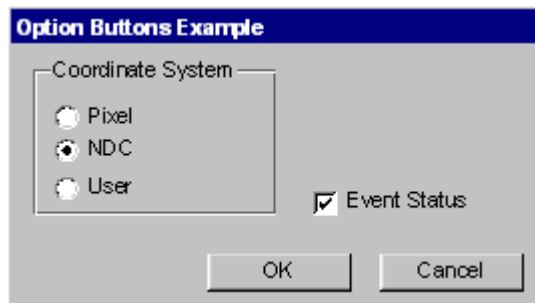 Option Buttons Example
Coordinate System
Pixel
NDC
User
Event Status
OK
Cancel